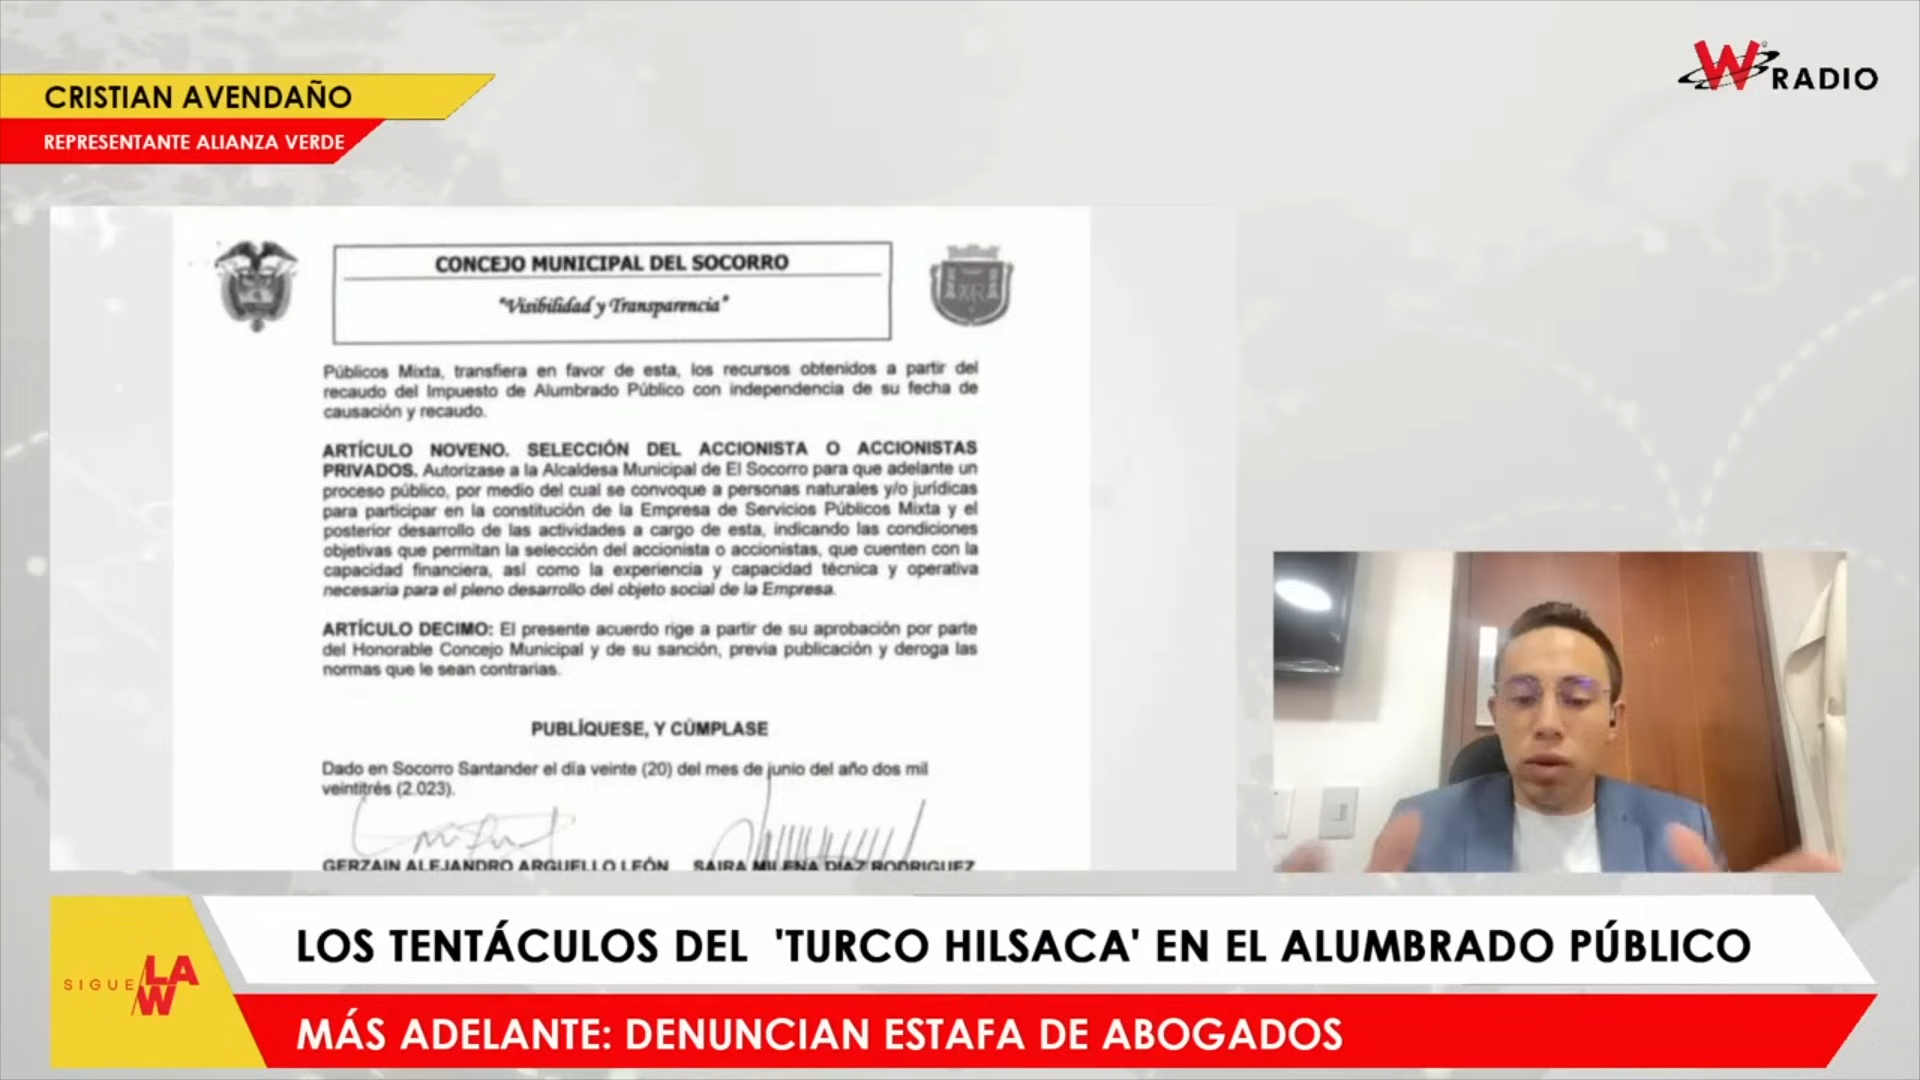 CRISTIAN AVENDAÑO
REPRESENTANTE ALIANZA VERDE
W RADIO
CONCEJO MUNICIPAL DEL SOCORRO
"Visibilidad y Transparencia"
Públicos Mixta, transfiera en favor de esta, los recursos obtenidos a partir del
recaudo del Impuesto de Alumbrado Público con independencia de su fecha de
causación y recaudo.
ARTÍCULO NOVENO. SELECCIÓN DEL ACCIONISTA O ACCIONISTAS
PRIVADOS. Autorízase a la Alcaldesa Municipal de El Socorro para que adelante un
proceso público, por medio del cual se convoque a personas naturales y/o jurídicas
para participar en la constitución de la Empresa de Servicios Públicos Mixta y el
posterior desarrollo de las actividades a cargo de esta, indicando las condiciones
objetivas que permitan la selección del accionista o accionistas, que cuenten con la
capacidad financiera, así como la experiencia y capacidad técnica y operativa
necesaria para el pleno desarrollo del objeto social de la Empresa.
ARTÍCULO DECIMO: El presente acuerdo rige a partir de su aprobación por parte
del Honorable Concejo Municipal y de su sanción, previa publicación y deroga las
normas que le sean contrarias.
PUBLÍQUESE, Y CÚMPLASE
Dado en Socorro Santander el día veinte (20) del mes de junio del año dos mil
veintitrés (2.023).
GERZAIN ALEJANDRO ARGUELLO LEÓN SAIRA MILENA DIAZ RODRIGUEZ
SIGUE LA W
LOS TENTÁCULOS DEL 'TURCO HILSACA' EN EL ALUMBRADO PÚBLICO
MÁS ADELANTE: DENUNCIAN ESTAFA DE ABOGADOS